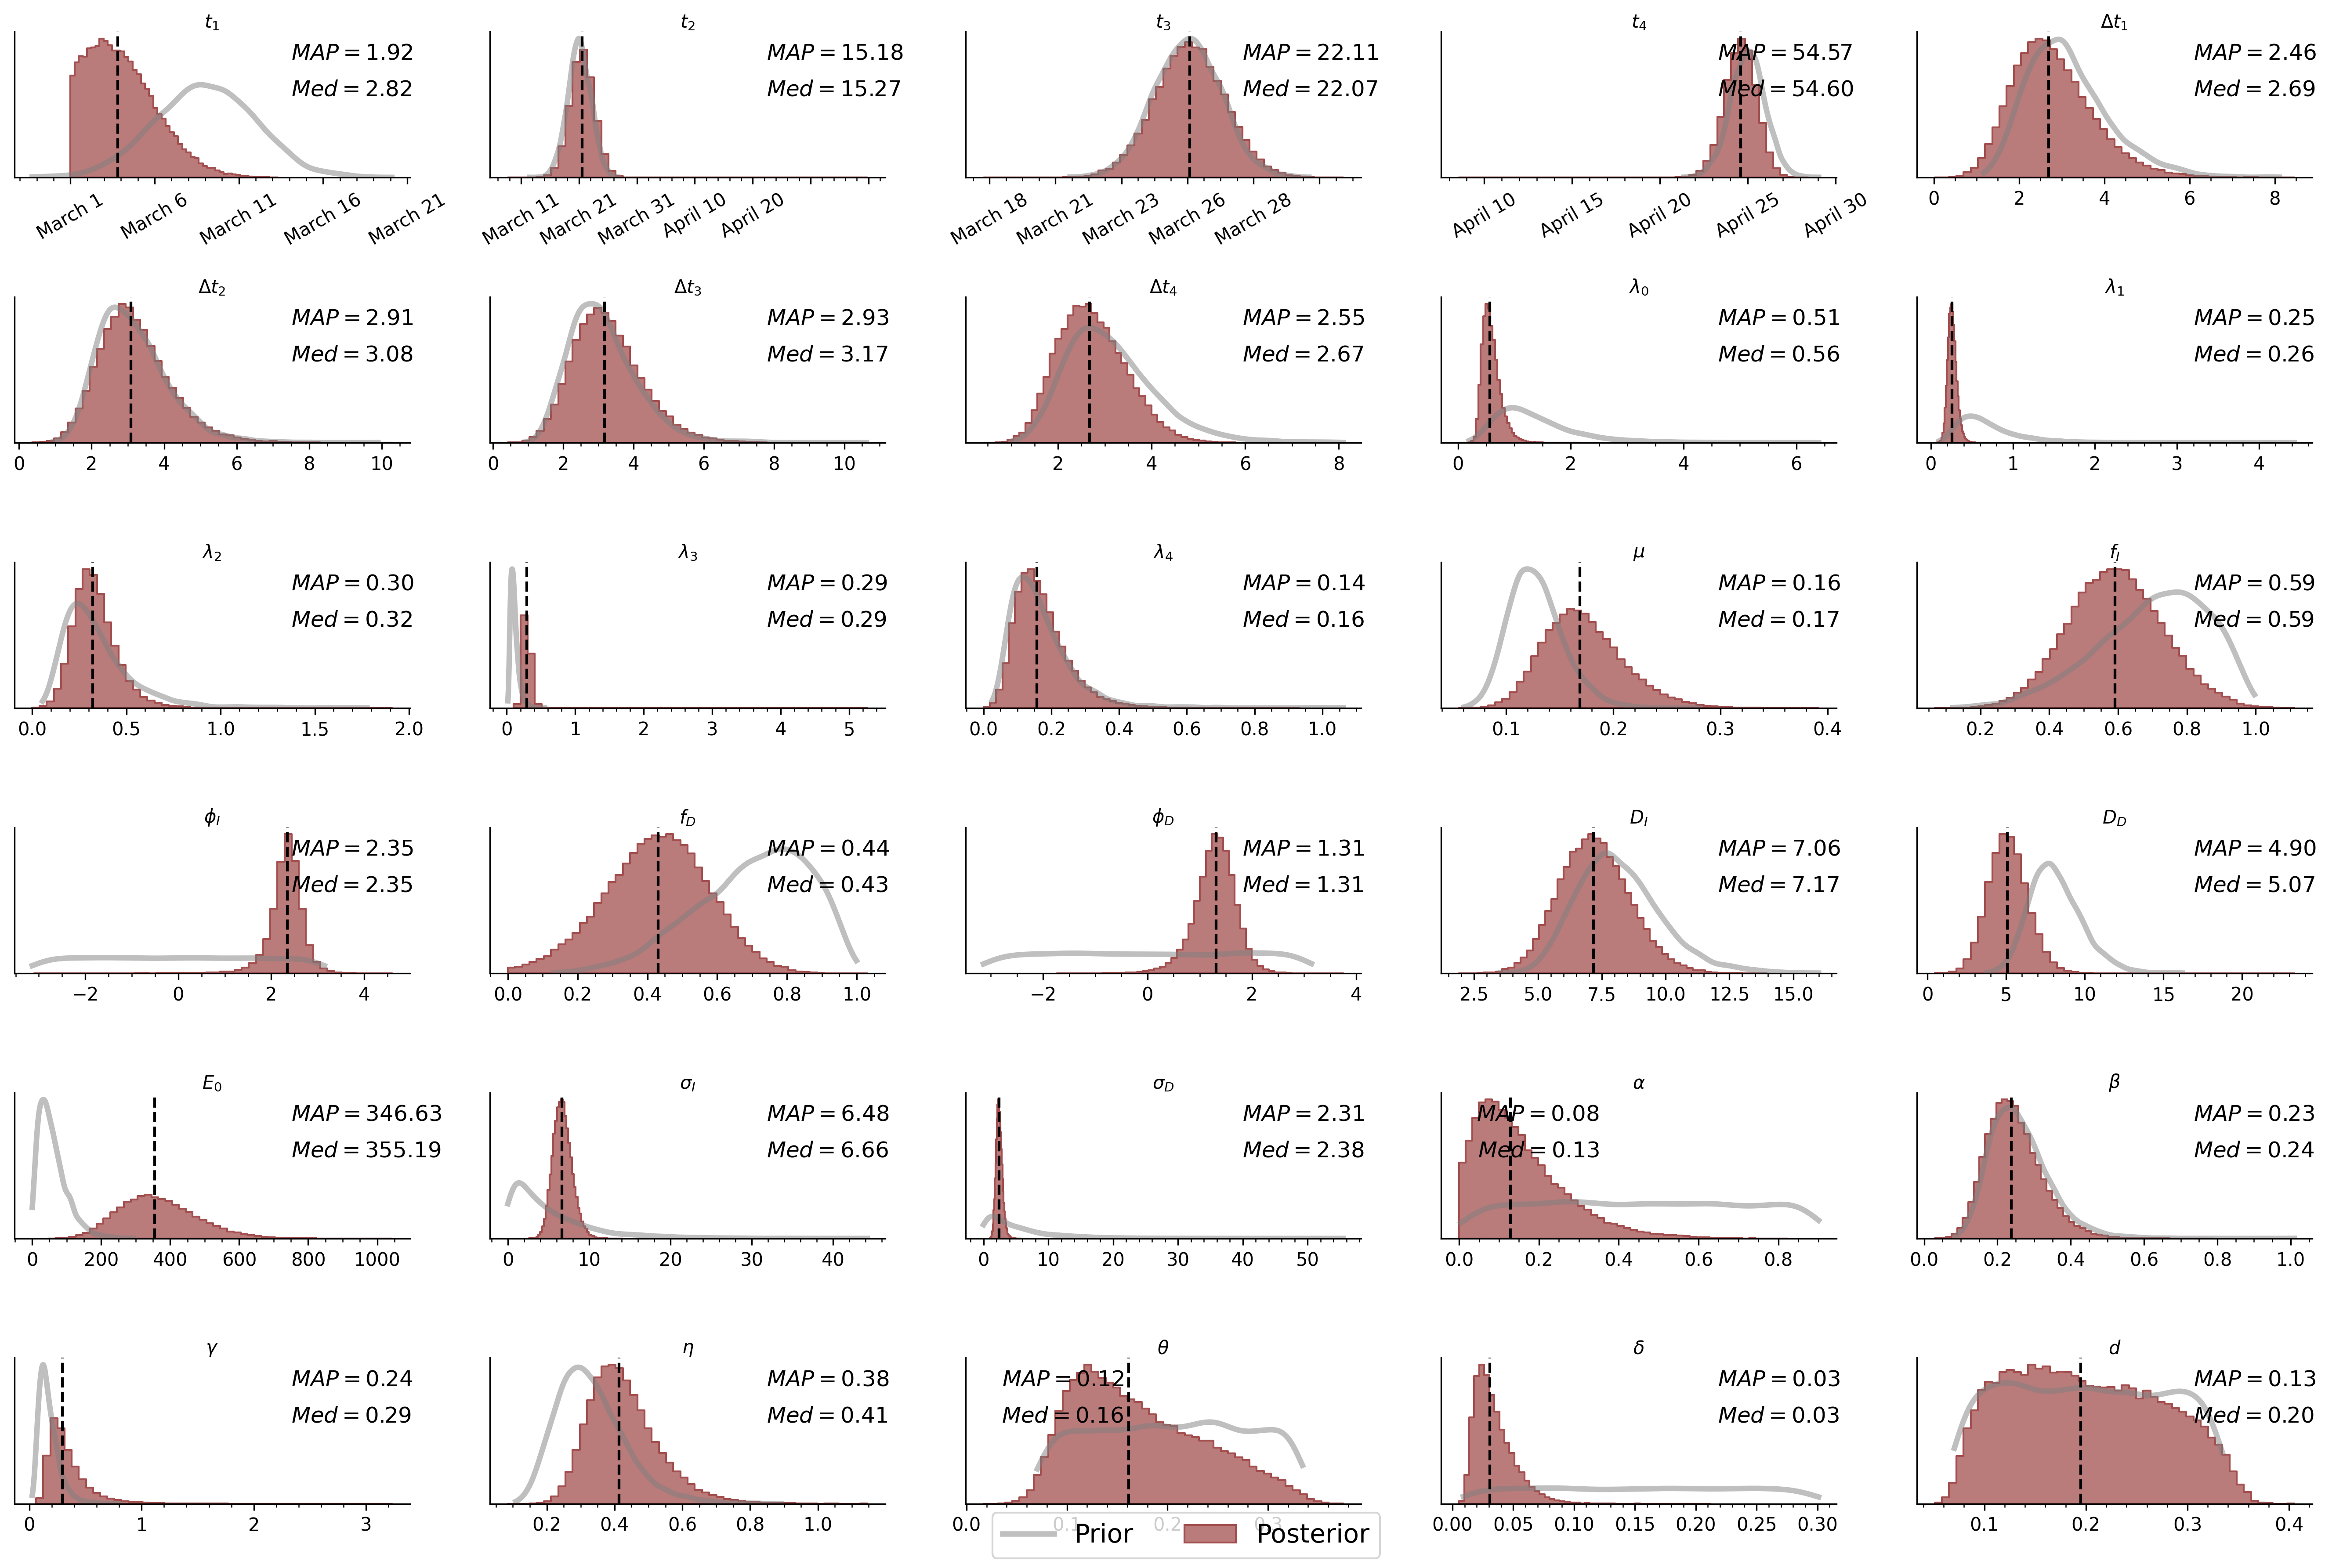 t1 t2 t3 t4 Δt1
MAP = 1.92 MAP = 15.18 MAP = 22.11 MAP = 54.57 MAP = 2.46
Med = 2.82 Med = 15.27 Med = 22.07 Med = 54.60 Med = 2.69
0 2 4 6 8
March 1 March 6 March 11 March 16 March 21 March 11 March 21 March 31 April 10 April 20 March 18 March 21 March 23 March 26 March 28 April 10 April 15 April 20 April 25 April 30
Δt2 Δt3 Δt4 λ0 λ1
MAP = 2.91 MAP = 2.93 MAP = 2.55 MAP = 0.51 MAP = 0.25
Med = 3.08 Med = 3.17 Med = 2.67 Med = 0.56 Med = 0.26
0 2 4 6 8 10 0 2 4 6 8 10 2 4 6 8 0 2 4 6 0 1 2 3 4
λ2 λ3 λ4 μ fI
MAP = 0.30 MAP = 0.29 MAP = 0.14 MAP = 0.16 MAP = 0.59
Med = 0.32 Med = 0.29 Med = 0.16 Med = 0.17 Med = 0.59
0.0 0.5 1.0 1.5 2.0 0 1 2 3 4 5 0.0 0.2 0.4 0.6 0.8 1.0 0.1 0.2 0.3 0.4 0.2 0.4 0.6 0.8 1.0
ϕI fD ϕD DI DD
MAP = 2.35 MAP = 0.44 MAP = 1.31 MAP = 7.06 MAP = 4.90
Med = 2.35 Med = 0.43 Med = 1.31 Med = 7.17 Med = 5.07
−2 0 2 4 0.0 0.2 0.4 0.6 0.8 1.0 −2 0 2 4 2.5 5.0 7.5 10.0 12.5 15.0 0 5 10 15 20
E0 σI σD α β
MAP = 346.63 MAP = 6.48 MAP = 2.31 MAP = 0.08 MAP = 0.23
Med = 355.19 Med = 6.66 Med = 2.38 Med = 0.13 Med = 0.24
0 200 400 600 800 1000 0 10 20 30 40 0 10 20 30 40 50 0.0 0.2 0.4 0.6 0.8 0.0 0.2 0.4 0.6 0.8 1.0
γ η θ δ d
MAP = 0.24 MAP = 0.38 MAP = 0.12 MAP = 0.03 MAP = 0.13
Med = 0.29 Med = 0.41 Med = 0.16 Med = 0.03 Med = 0.20
0 1 2 3 0.2 0.4 0.6 0.8 1.0 0.0 0.1 0.2 0.3 0.00 0.05 0.10 0.15 0.20 0.25 0.30 0.1 0.2 0.3 0.4
Prior Posterior